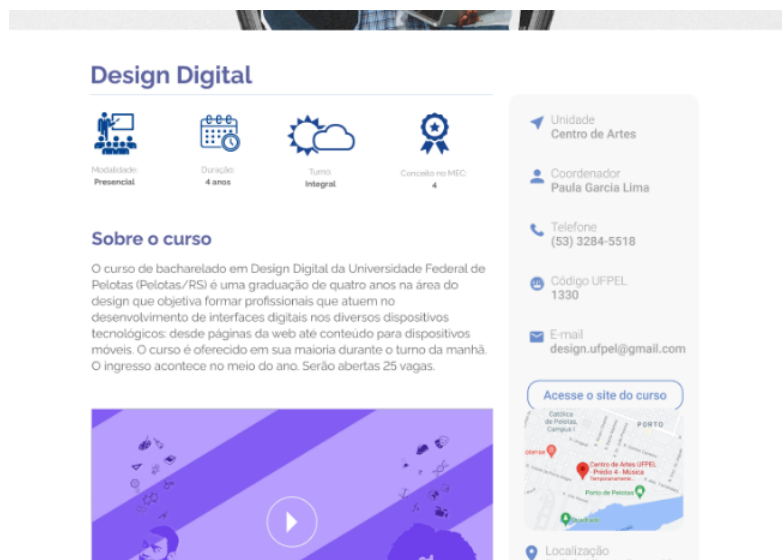 Design Digital
Modalidade:
Presencial
Duração:
4 anos
Turno:
Integral
Conceito no MEC:
4
Sobre o curso
O curso de bacharelado em Design Digital da Universidade Federal de
Pelotas (Pelotas/RS) é uma graduação de quatro anos na área do
design que objetiva formar profissionais que atuem no
desenvolvimento de interfaces digitais nos diversos dispositivos
tecnológicos: desde páginas da web até conteúdo para dispositivos
móveis. O curso é oferecido em sua maioria durante o turno da manhã.
O ingresso acontece no meio do ano. Serão abertas 25 vagas.
Unidade
Centro de Artes
Coordenador
Paula Garcia Lima
Telefone
(53) 3284-5518
Código UFPEL
1330
E-mail
design.ufpel@gmail.com
Acesse o site do curso
Católica
de Pelotas,
Campus I
PORTO
Centro de Artes UFPEL
- Prédio 4 - Música
Temporariamente...
Porto de Pelotas
Localização